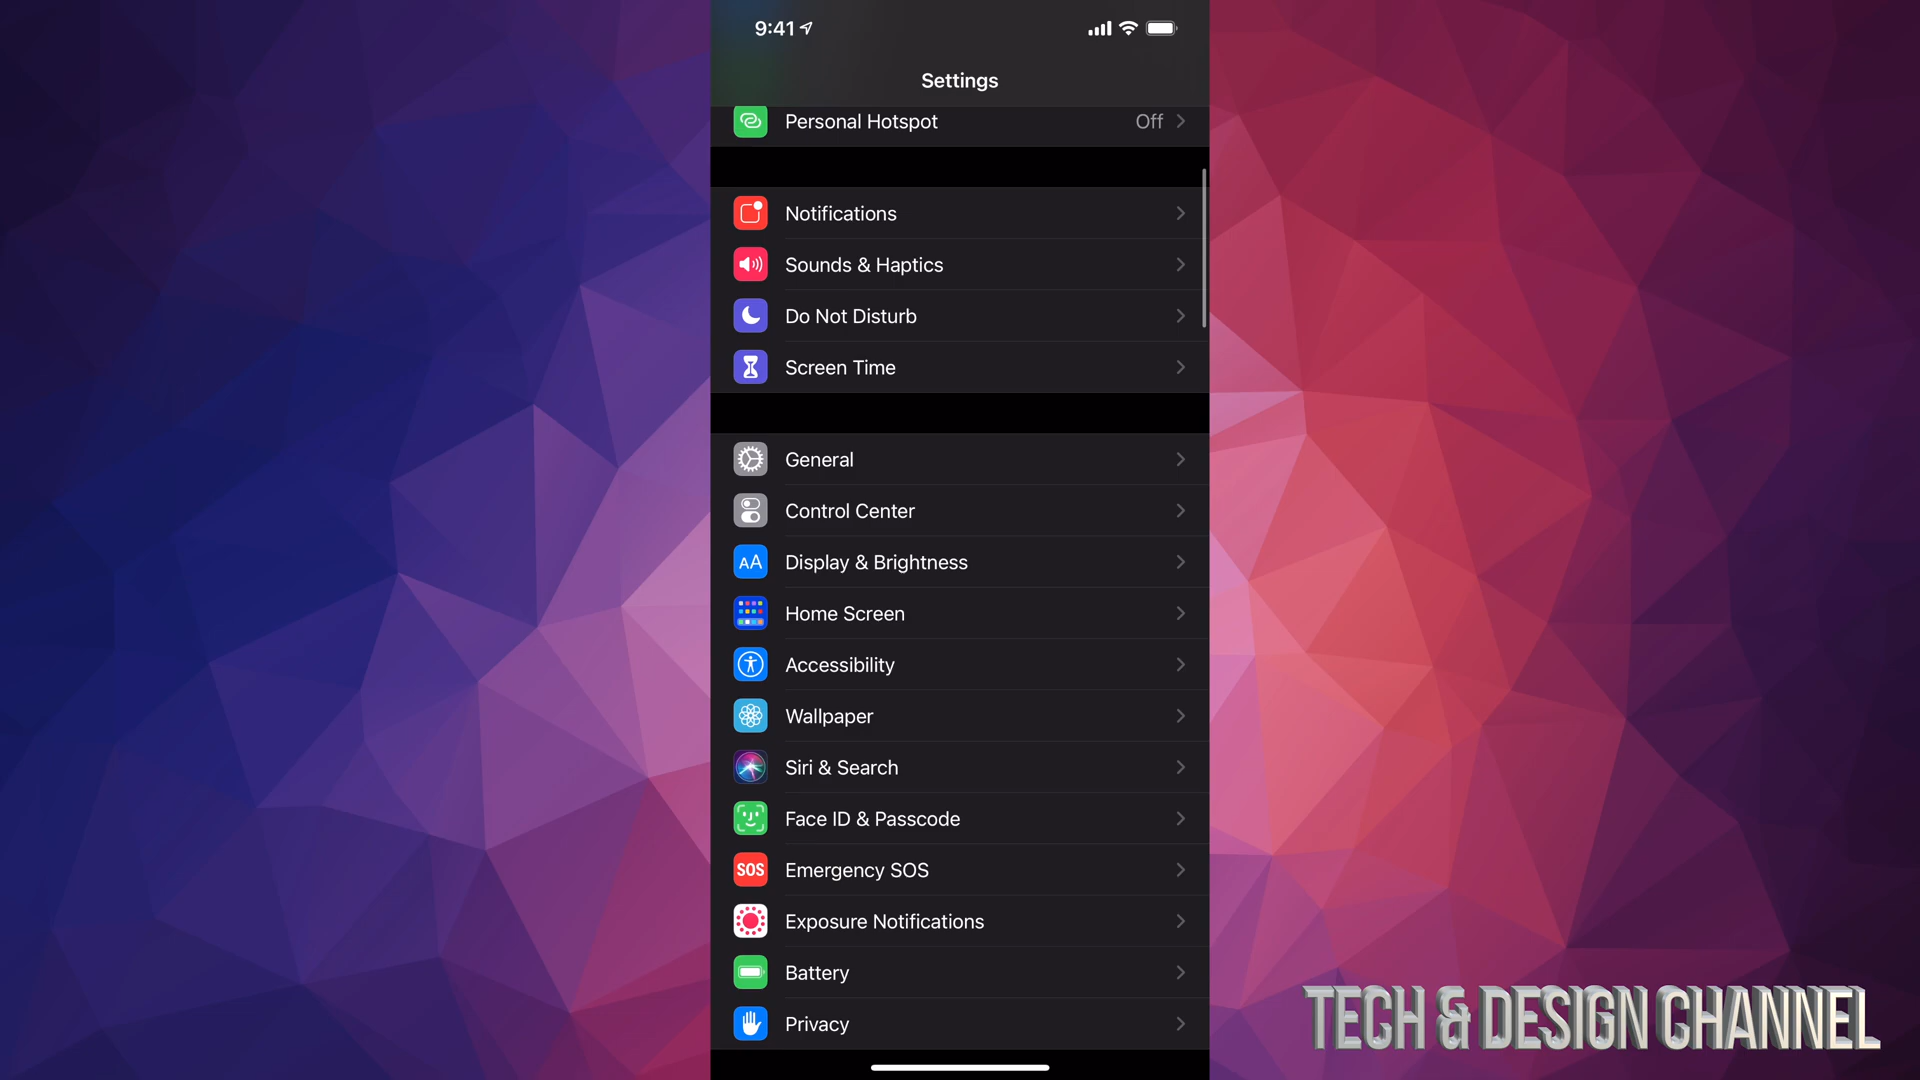 9:41
Settings
Personal Hotspot Off
Notifications
Sounds & Haptics
Do Not Disturb
Screen Time
General
Control Center
AA Display & Brightness
Home Screen
Accessibility
Wallpaper
Siri & Search
Face ID & Passcode
SOS Emergency SOS
Exposure Notifications
Battery
Privacy
TECH & DESIGN CHANNEL